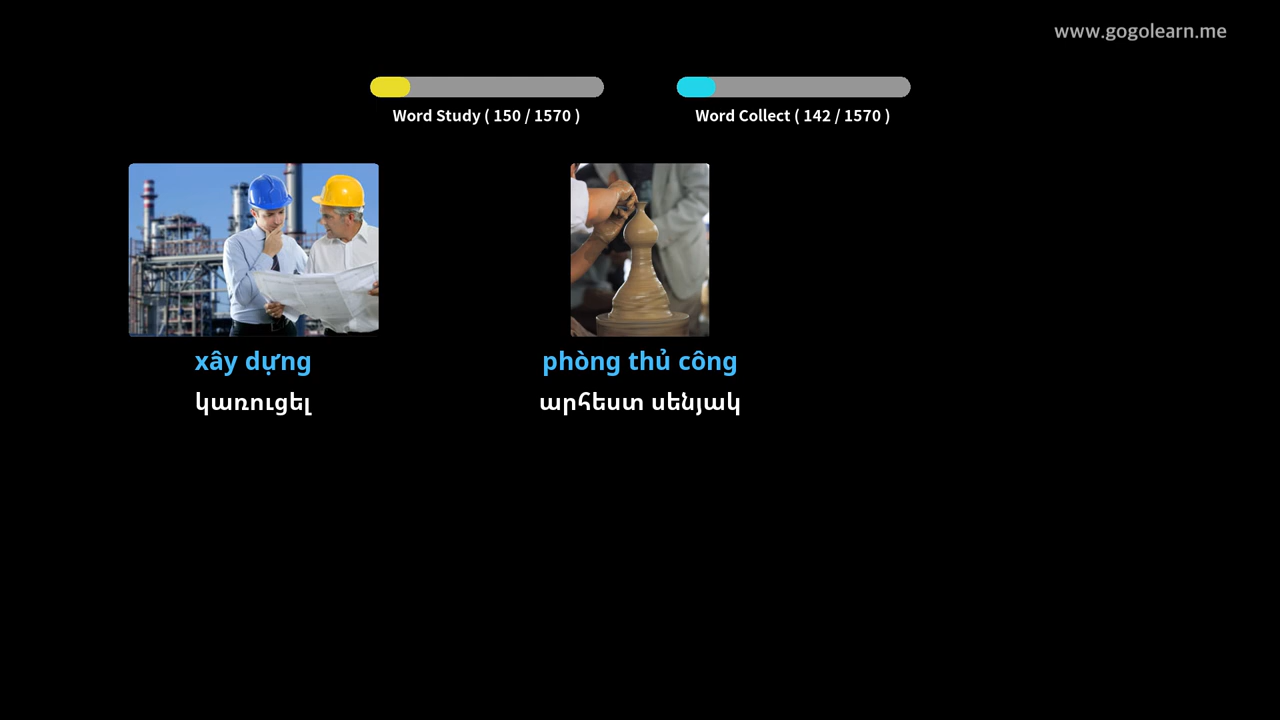 www.gogolearn.me
Word Study ( 150 / 1570 )
Word Collect ( 142 / 1570 )
xây dựng
կառուցել
phòng thủ công
արհեստ սենյակ